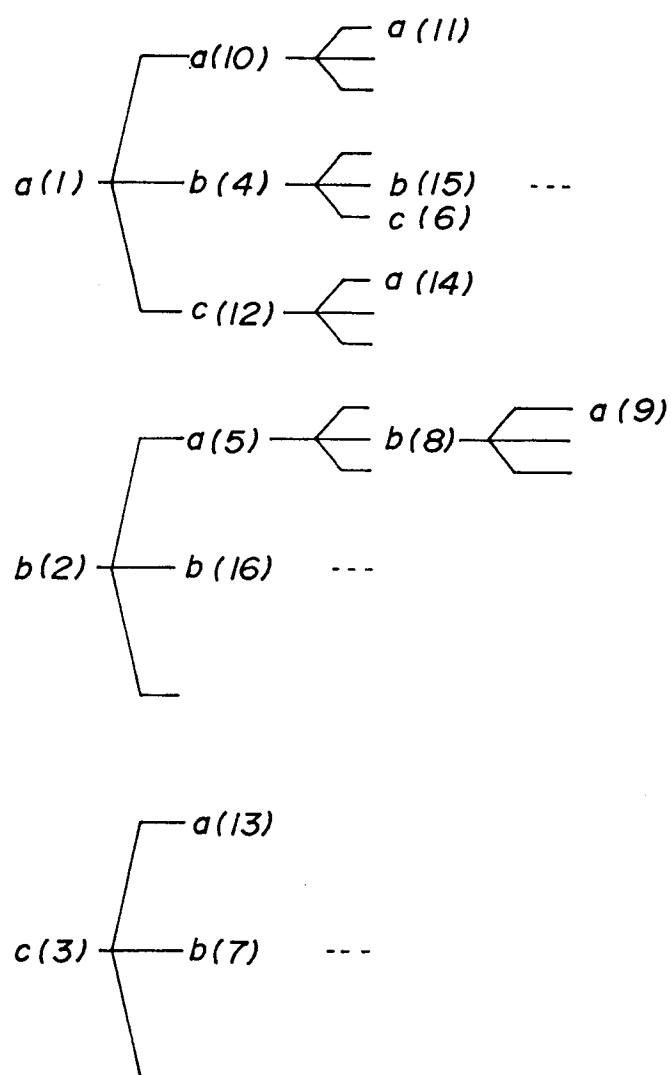 a(11)
a(10)
a(1) b(4) b(15) ---
c(6)
a(14)
c(12)
a(9)
a(5) b(8)
b(2) b(16) ---
a(13)
c(3) b(7) ---